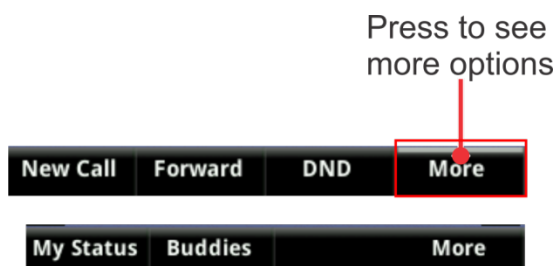 Press to see
more options
New Call Forward DND More
My Status Buddies More